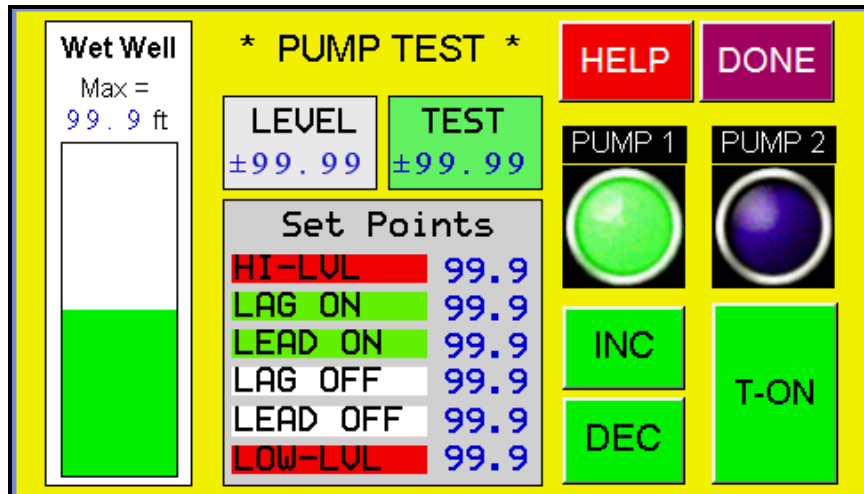 Wet Well
Max =
99.9 ft
* PUMP TEST *
HELP
DONE
LEVEL
±99.99
TEST
±99.99
PUMP 1
PUMP 2
Set Points
HI-LVL 99.9
LAG ON 99.9
LEAD ON 99.9
LAG OFF 99.9
LEAD OFF 99.9
LOW-LVL 99.9
INC
DEC
T-ON